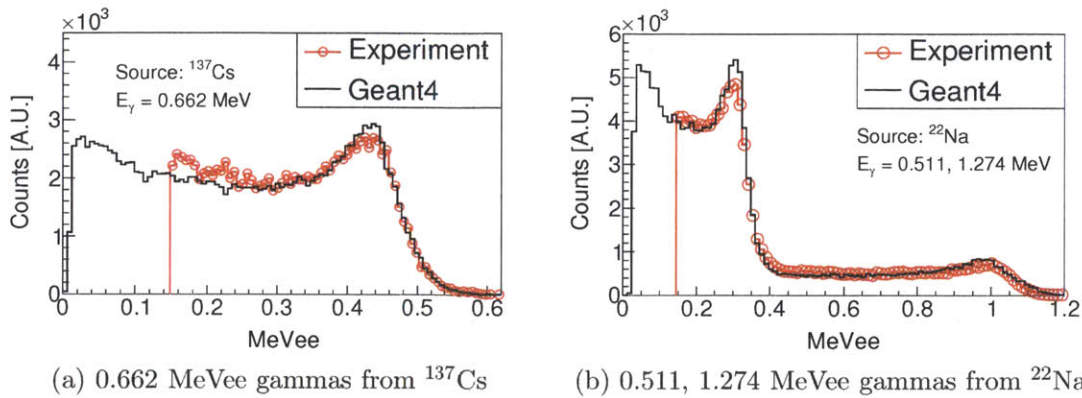 ×10³
4
3
2
1
0
Counts [A.U.]
Source: ¹³⁷Cs
Eγ = 0.662 MeV
Experiment
Geant4
0 0.1 0.2 0.3 0.4 0.5 0.6
MeVee
(a) 0.662 MeVee gammas from ¹³⁷Cs
×10³
6
5
4
3
2
1
0
Counts [A.U.]
Experiment
Geant4
Source: ²²Na
Eγ = 0.511, 1.274 MeV
0 0.2 0.4 0.6 0.8 1 1.2
MeVee
(b) 0.511, 1.274 MeVee gammas from ²²Na